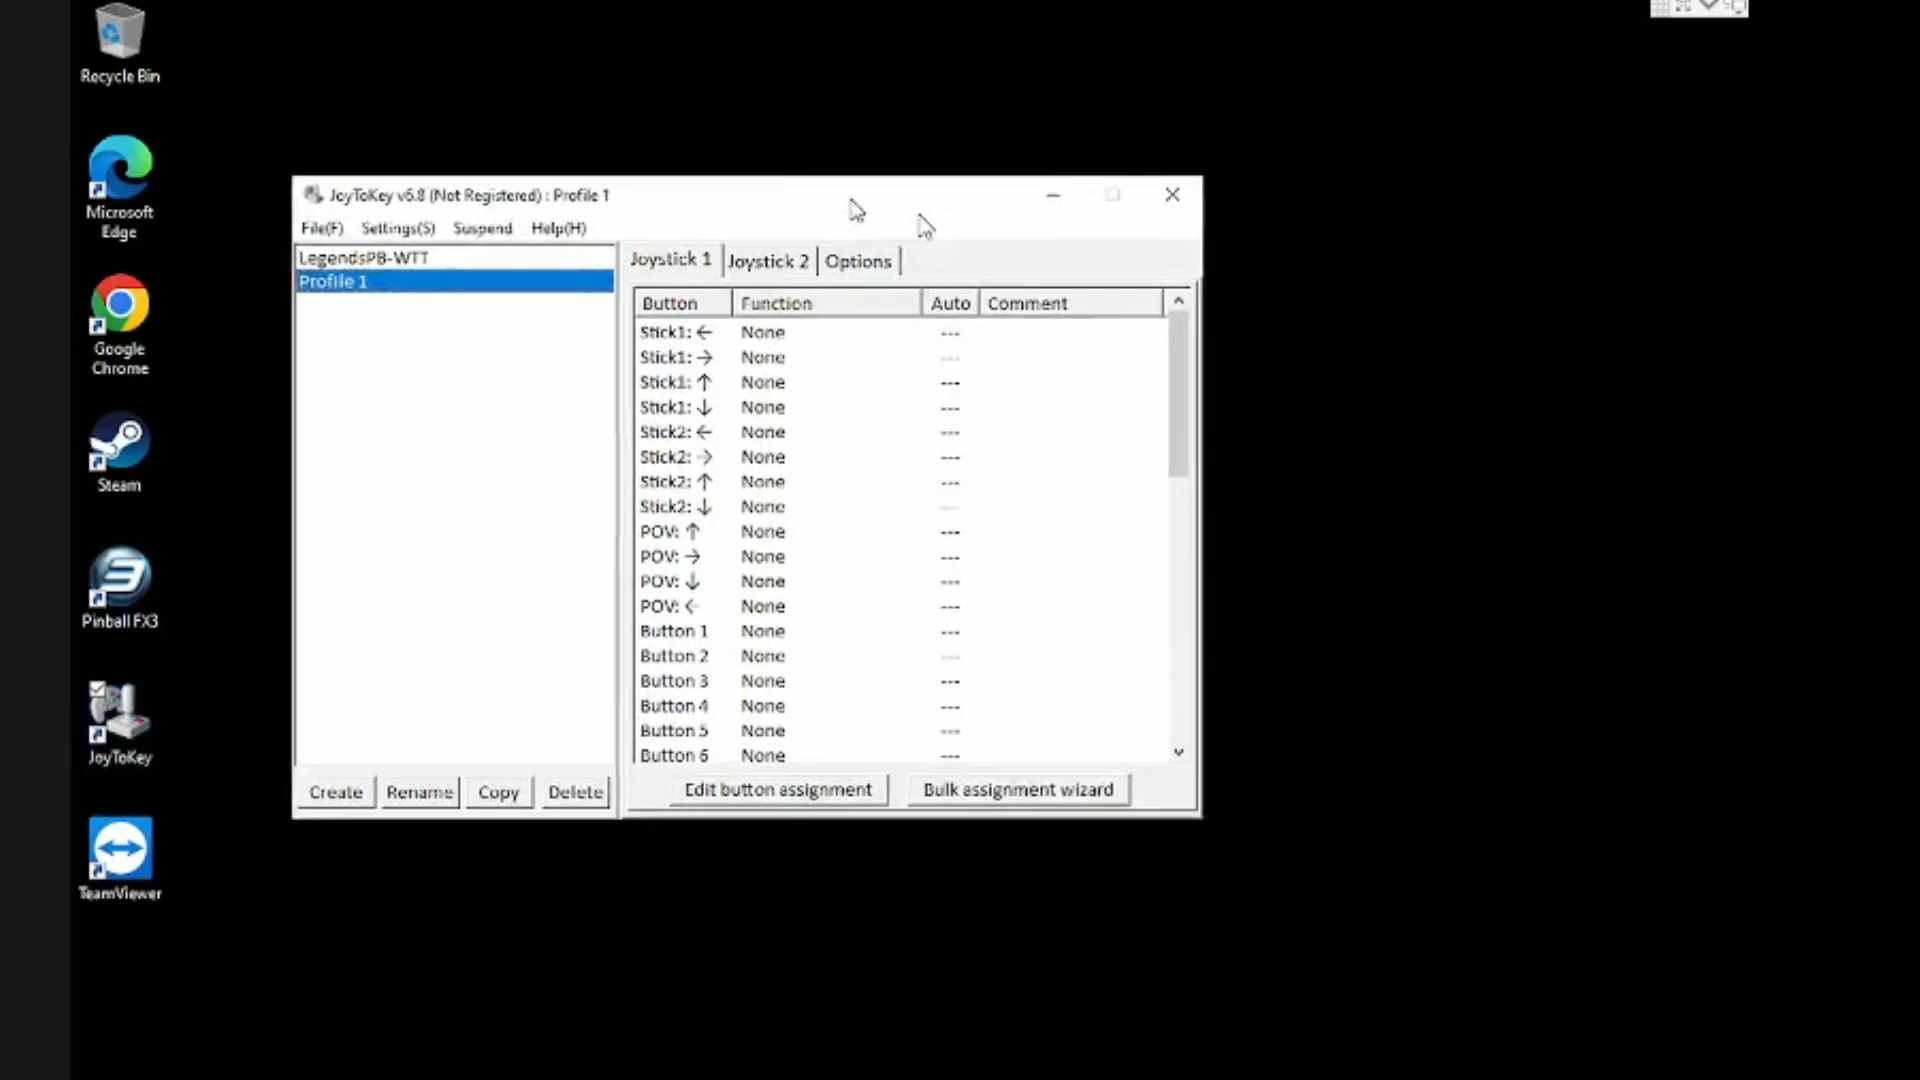 Recycle Bin
Microsoft
Edge
Google
Chrome
Steam
Pinball FX3
JoyToKey
TeamViewer
JoyToKey v6.8 (Not Registered) : Profile 1
File(F) Settings(S) Suspend Help(H)
LegendsPB-WTT
Profile 1
Create Rename Copy Delete
Joystick 1 Joystick 2 Options
Button Function Auto Comment
Stick1: ← None ---
Stick1: → None ---
Stick1: ↑ None ---
Stick1: ↓ None ---
Stick2: ← None ---
Stick2: → None ---
Stick2: ↑ None ---
Stick2: ↓ None ---
POV: ↑ None ---
POV: → None ---
POV: ↓ None ---
POV: ← None ---
Button 1 None ---
Button 2 None ---
Button 3 None ---
Button 4 None ---
Button 5 None ---
Button 6 None ---
Edit button assignment Bulk assignment wizard